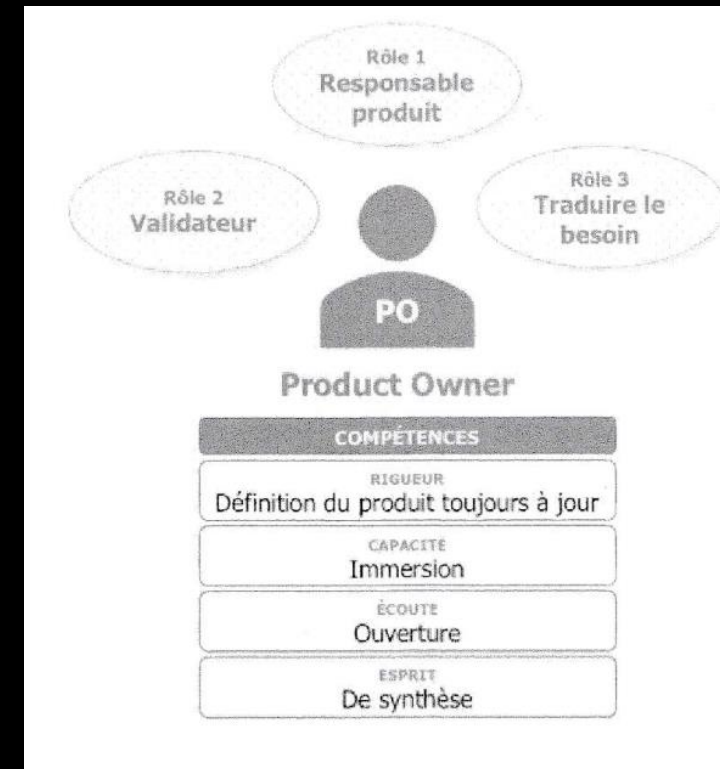 Rôle 1
Responsable
produit
Rôle 2
Validateur
Rôle 3
Traduire le
besoin
PO
Product Owner
COMPÉTENCES
RIGUEUR
Définition du produit toujours à jour
CAPACITÉ
Immersion
ÉCOUTE
Ouverture
ESPRIT
De synthèse